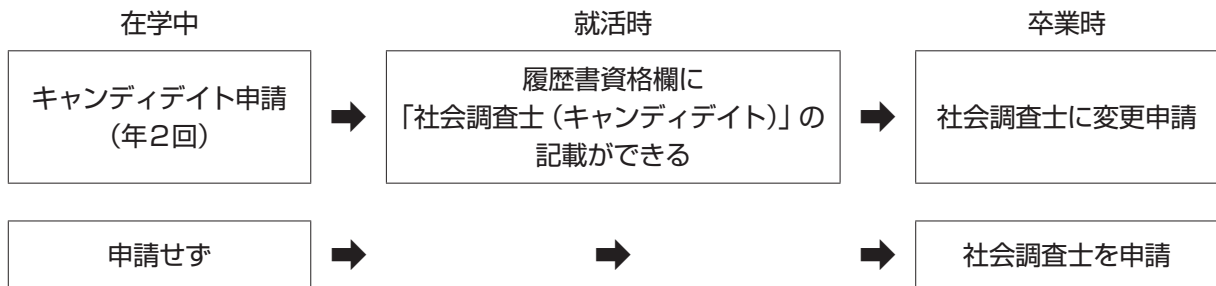 在学中
就活時
卒業時
キャンディデイト申請
(年2回)
履歴書資格欄に
「社会調査士(キャンディデイト)」の
記載ができる
社会調査士に変更申請
申請せず
社会調査士を申請